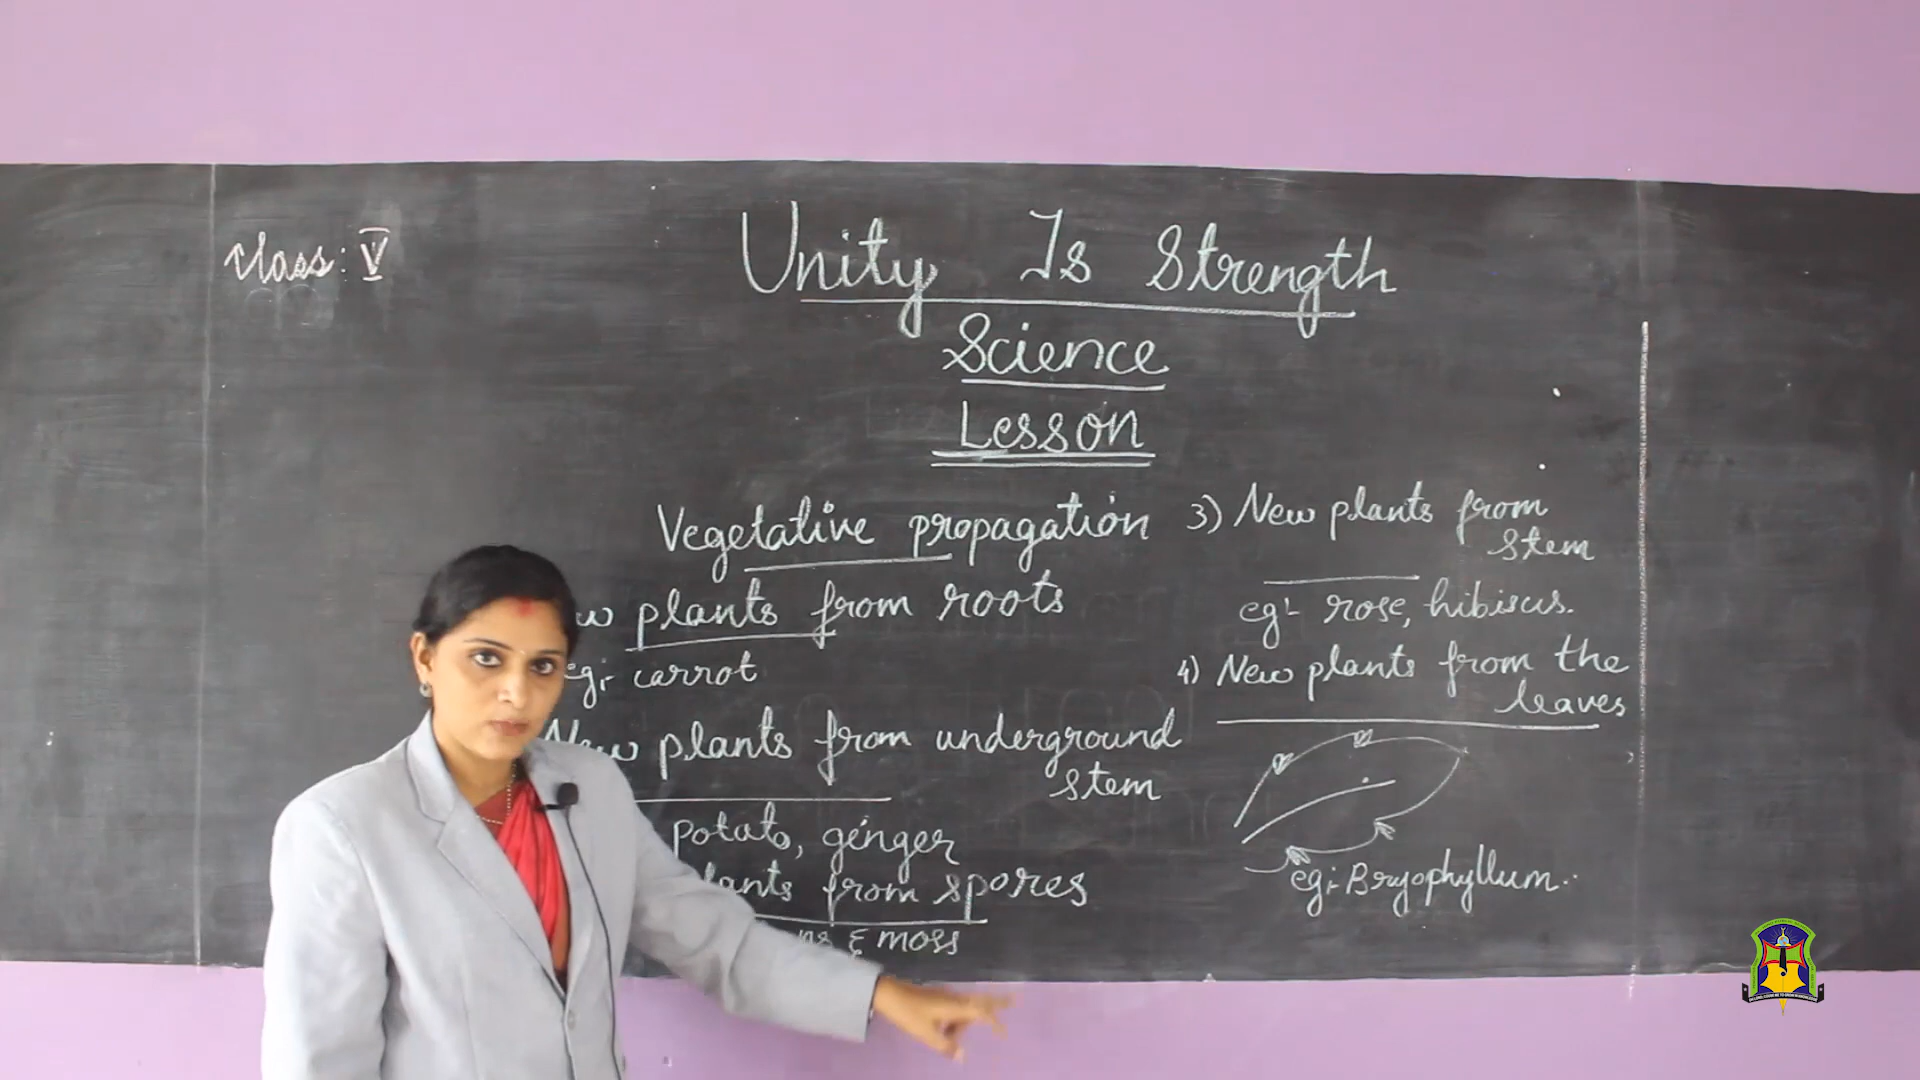 Class: V
Unity Is Strength
Science
Lesson
Vegetative propagation
plants from roots
eg:- carrot
New plants from underground
stem
potato, ginger
from spores
& moss
3) New plants from
stem
eg:- rose, hibiscus.
4) New plants from the
leaves
eg:- Bryophyllum.